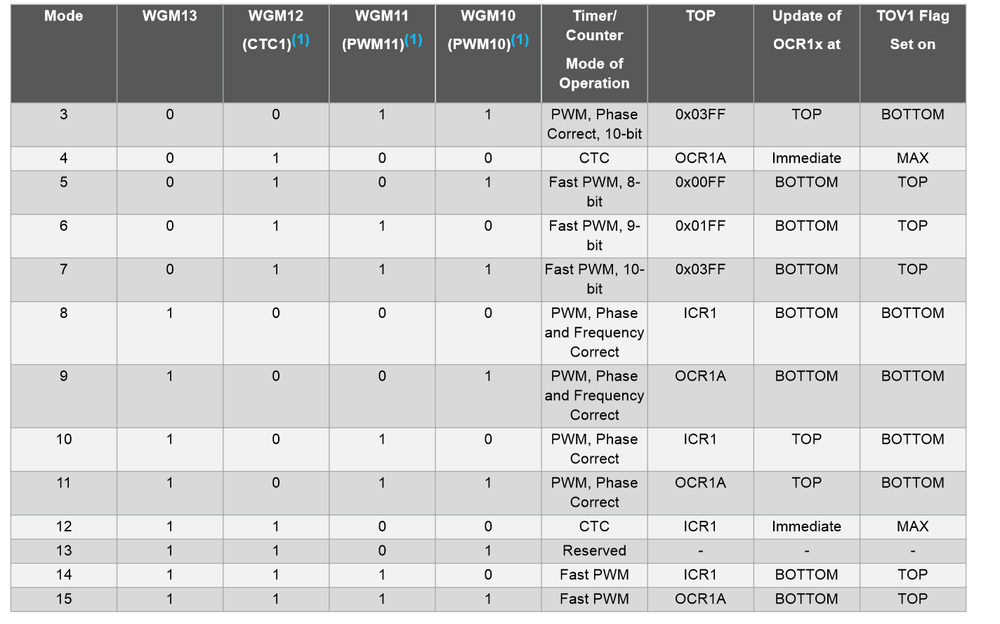 Mode WGM13 WGM12 WGM11 WGM10 Timer/ TOP Update of TOV1 Flag
(CTC1)(1) (PWM11)(1) (PWM10)(1) Counter OCR1x at Set on
Mode of
Operation
3 0 0 1 1 PWM, Phase 0x03FF TOP BOTTOM
Correct, 10-bit
4 0 1 0 0 CTC OCR1A Immediate MAX
5 0 1 0 1 Fast PWM, 8- 0x00FF BOTTOM TOP
bit
6 0 1 1 0 Fast PWM, 9- 0x01FF BOTTOM TOP
bit
7 0 1 1 1 Fast PWM, 10- 0x03FF BOTTOM TOP
bit
8 1 0 0 0 PWM, Phase ICR1 BOTTOM BOTTOM
and Frequency
Correct
9 1 0 0 1 PWM, Phase OCR1A BOTTOM BOTTOM
and Frequency
Correct
10 1 0 1 0 PWM, Phase ICR1 TOP BOTTOM
Correct
11 1 0 1 1 PWM, Phase OCR1A TOP BOTTOM
Correct
12 1 1 0 0 CTC ICR1 Immediate MAX
13 1 1 0 1 Reserved - - -
14 1 1 1 0 Fast PWM ICR1 BOTTOM TOP
15 1 1 1 1 Fast PWM OCR1A BOTTOM TOP